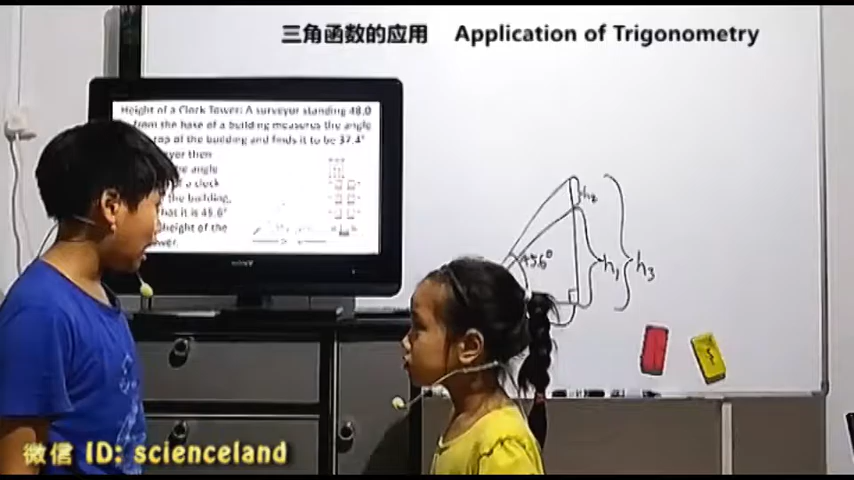 三角函数的应用 Application of Trigonometry
Height of a Clock Tower: A surveyor standing 48.0
from the base of a building measures the angle
top of the building and finds it to be 37.4°
then
angle
of a clock
the building,
that it is 45.6°
height of the
SONY
h₂
45.6°
h₁
h₃
微信 ID: scienceland